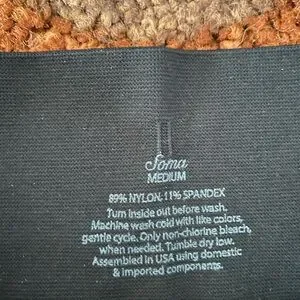 Soma
MEDIUM
89% NYLON, 11% SPANDEX
Turn inside out before wash.
Machine wash cold with like colors,
gentle cycle. Only non-chlorine bleach,
when needed. Tumble dry low.
Assembled in USA using domestic
& imported components.